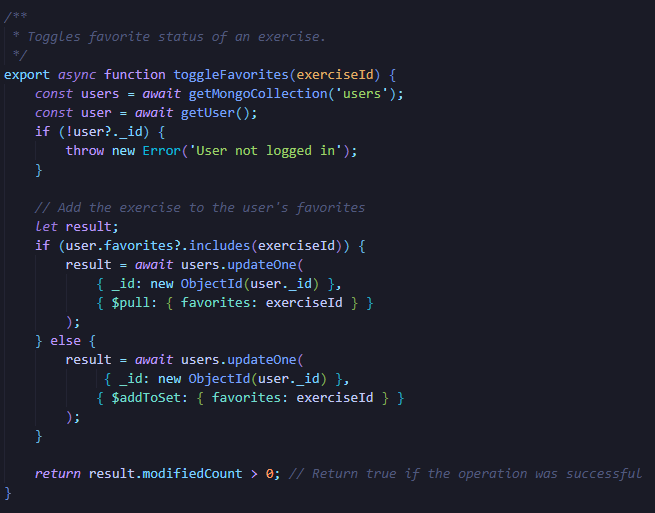 /**
 * Toggles favorite status of an exercise.
 */
export async function toggleFavorites(exerciseId) {
    const users = await getMongoCollection('users');
    const user = await getUser();
    if (!user?._id) {
        throw new Error('User not logged in');
    }

    // Add the exercise to the user's favorites
    let result;
    if (user.favorites?.includes(exerciseId)) {
        result = await users.updateOne(
            { _id: new ObjectId(user._id) },
            { $pull: { favorites: exerciseId } }
        );
    } else {
        result = await users.updateOne(
             { _id: new ObjectId(user._id) },
            { $addToSet: { favorites: exerciseId } }
        );
    }

    return result.modifiedCount > 0; // Return true if the operation was successful
}